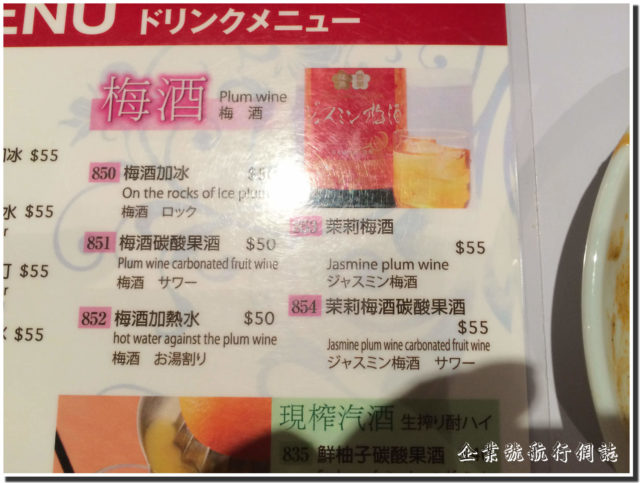 ENU ドリンクメニュー
梅酒 Plum wine
梅 酒
ジャスミン梅酒
冰 $55
水 $55
$55
$55
850 梅酒加冰 $50
On the rocks of Ice plum
梅酒 ロック
851 梅酒碳酸果酒 $50
Plum wine carbonated fruit wine
梅酒 サワー
852 梅酒加熱水 $50
hot water against the plum wine
梅酒 お湯割り
茉莉梅酒
$55
Jasmine plum wine
ジャスミン梅酒
854 茉莉梅酒碳酸果酒
$55
Jasmine plum wine carbonated fruit wine
ジャスミン梅酒 サワー
現榨汽酒 生搾り酎ハイ
835 鮮柚子碳酸果酒
企業號航行網誌